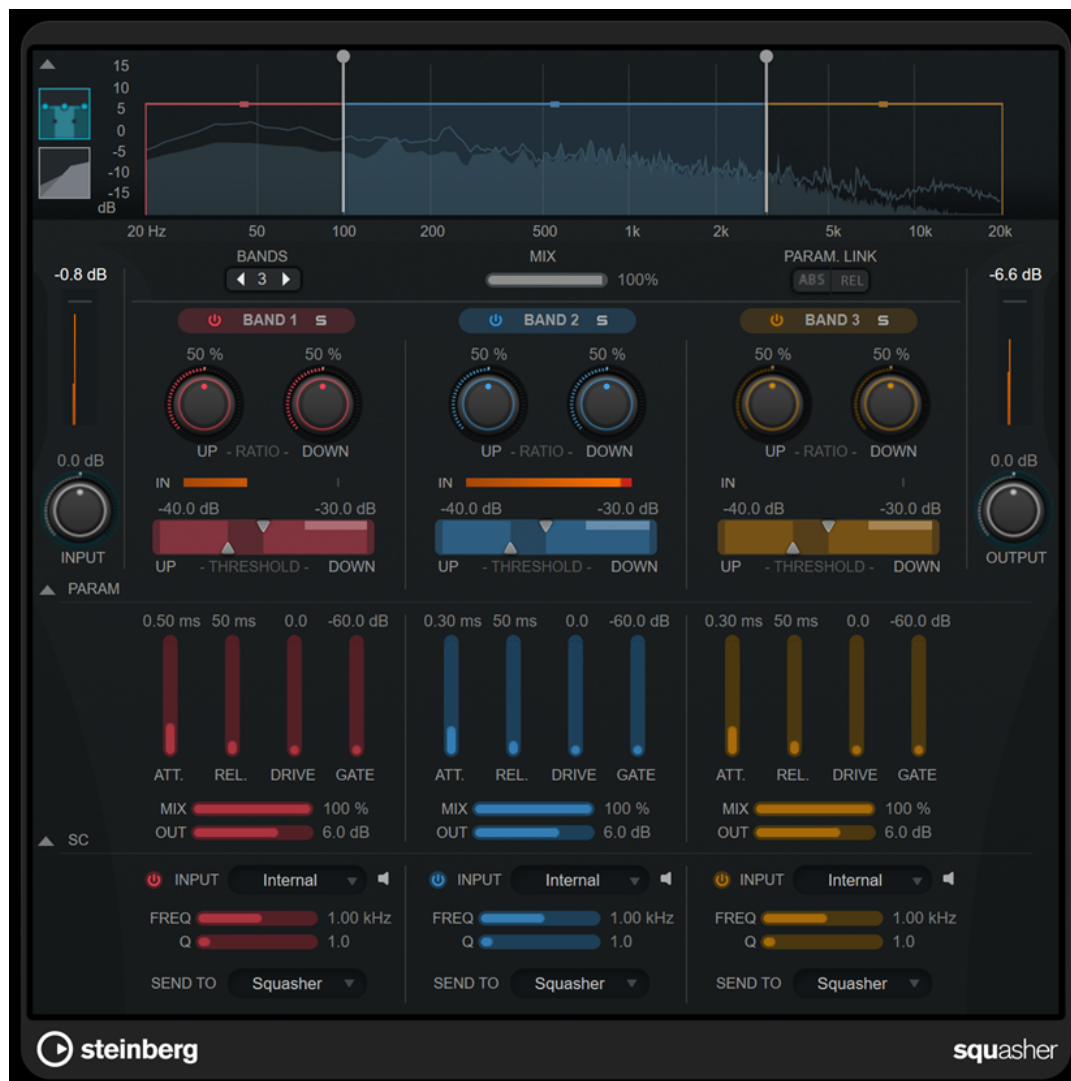 15
10
5
0
-5
-10
-15
dB
20 Hz 50 100 200 500 1k 2k 5k 10k 20k
BANDS MIX PARAM. LINK
-0.8 dB 3 100% ABS REL -6.6 dB
BAND 1 S BAND 2 S BAND 3 S
50 % 50 % 50 % 50 % 50 % 50 %
UP - RATIO - DOWN UP - RATIO - DOWN UP - RATIO - DOWN
0.0 dB 0.0 dB
IN IN IN
-40.0 dB -30.0 dB -40.0 dB -30.0 dB -40.0 dB -30.0 dB
INPUT OUTPUT
UP - THRESHOLD - DOWN UP - THRESHOLD - DOWN UP - THRESHOLD - DOWN
PARAM
0.50 ms 50 ms 0.0 -60.0 dB 0.30 ms 50 ms 0.0 -60.0 dB 0.30 ms 50 ms 0.0 -60.0 dB
ATT. REL. DRIVE GATE ATT. REL. DRIVE GATE ATT. REL. DRIVE GATE
MIX 100 % MIX 100 % MIX 100 %
OUT 6.0 dB OUT 6.0 dB OUT 6.0 dB
SC
INPUT Internal INPUT Internal INPUT Internal
FREQ 1.00 kHz FREQ 1.00 kHz FREQ 1.00 kHz
Q 1.0 Q 1.0 Q 1.0
SEND TO Squasher SEND TO Squasher SEND TO Squasher
steinberg squasher